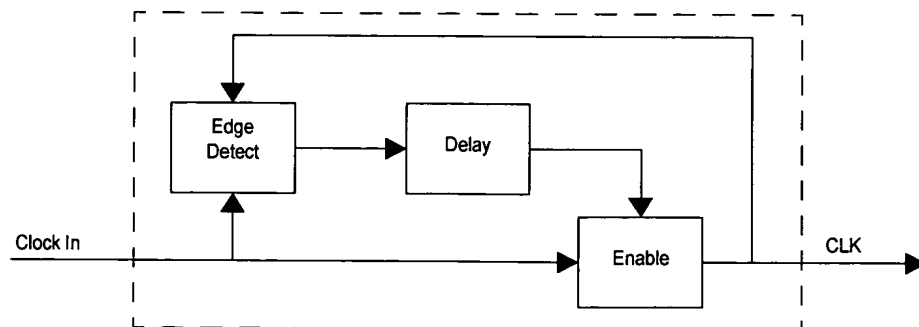 Edge
Detect
Delay
Clock In
Enable
CLK